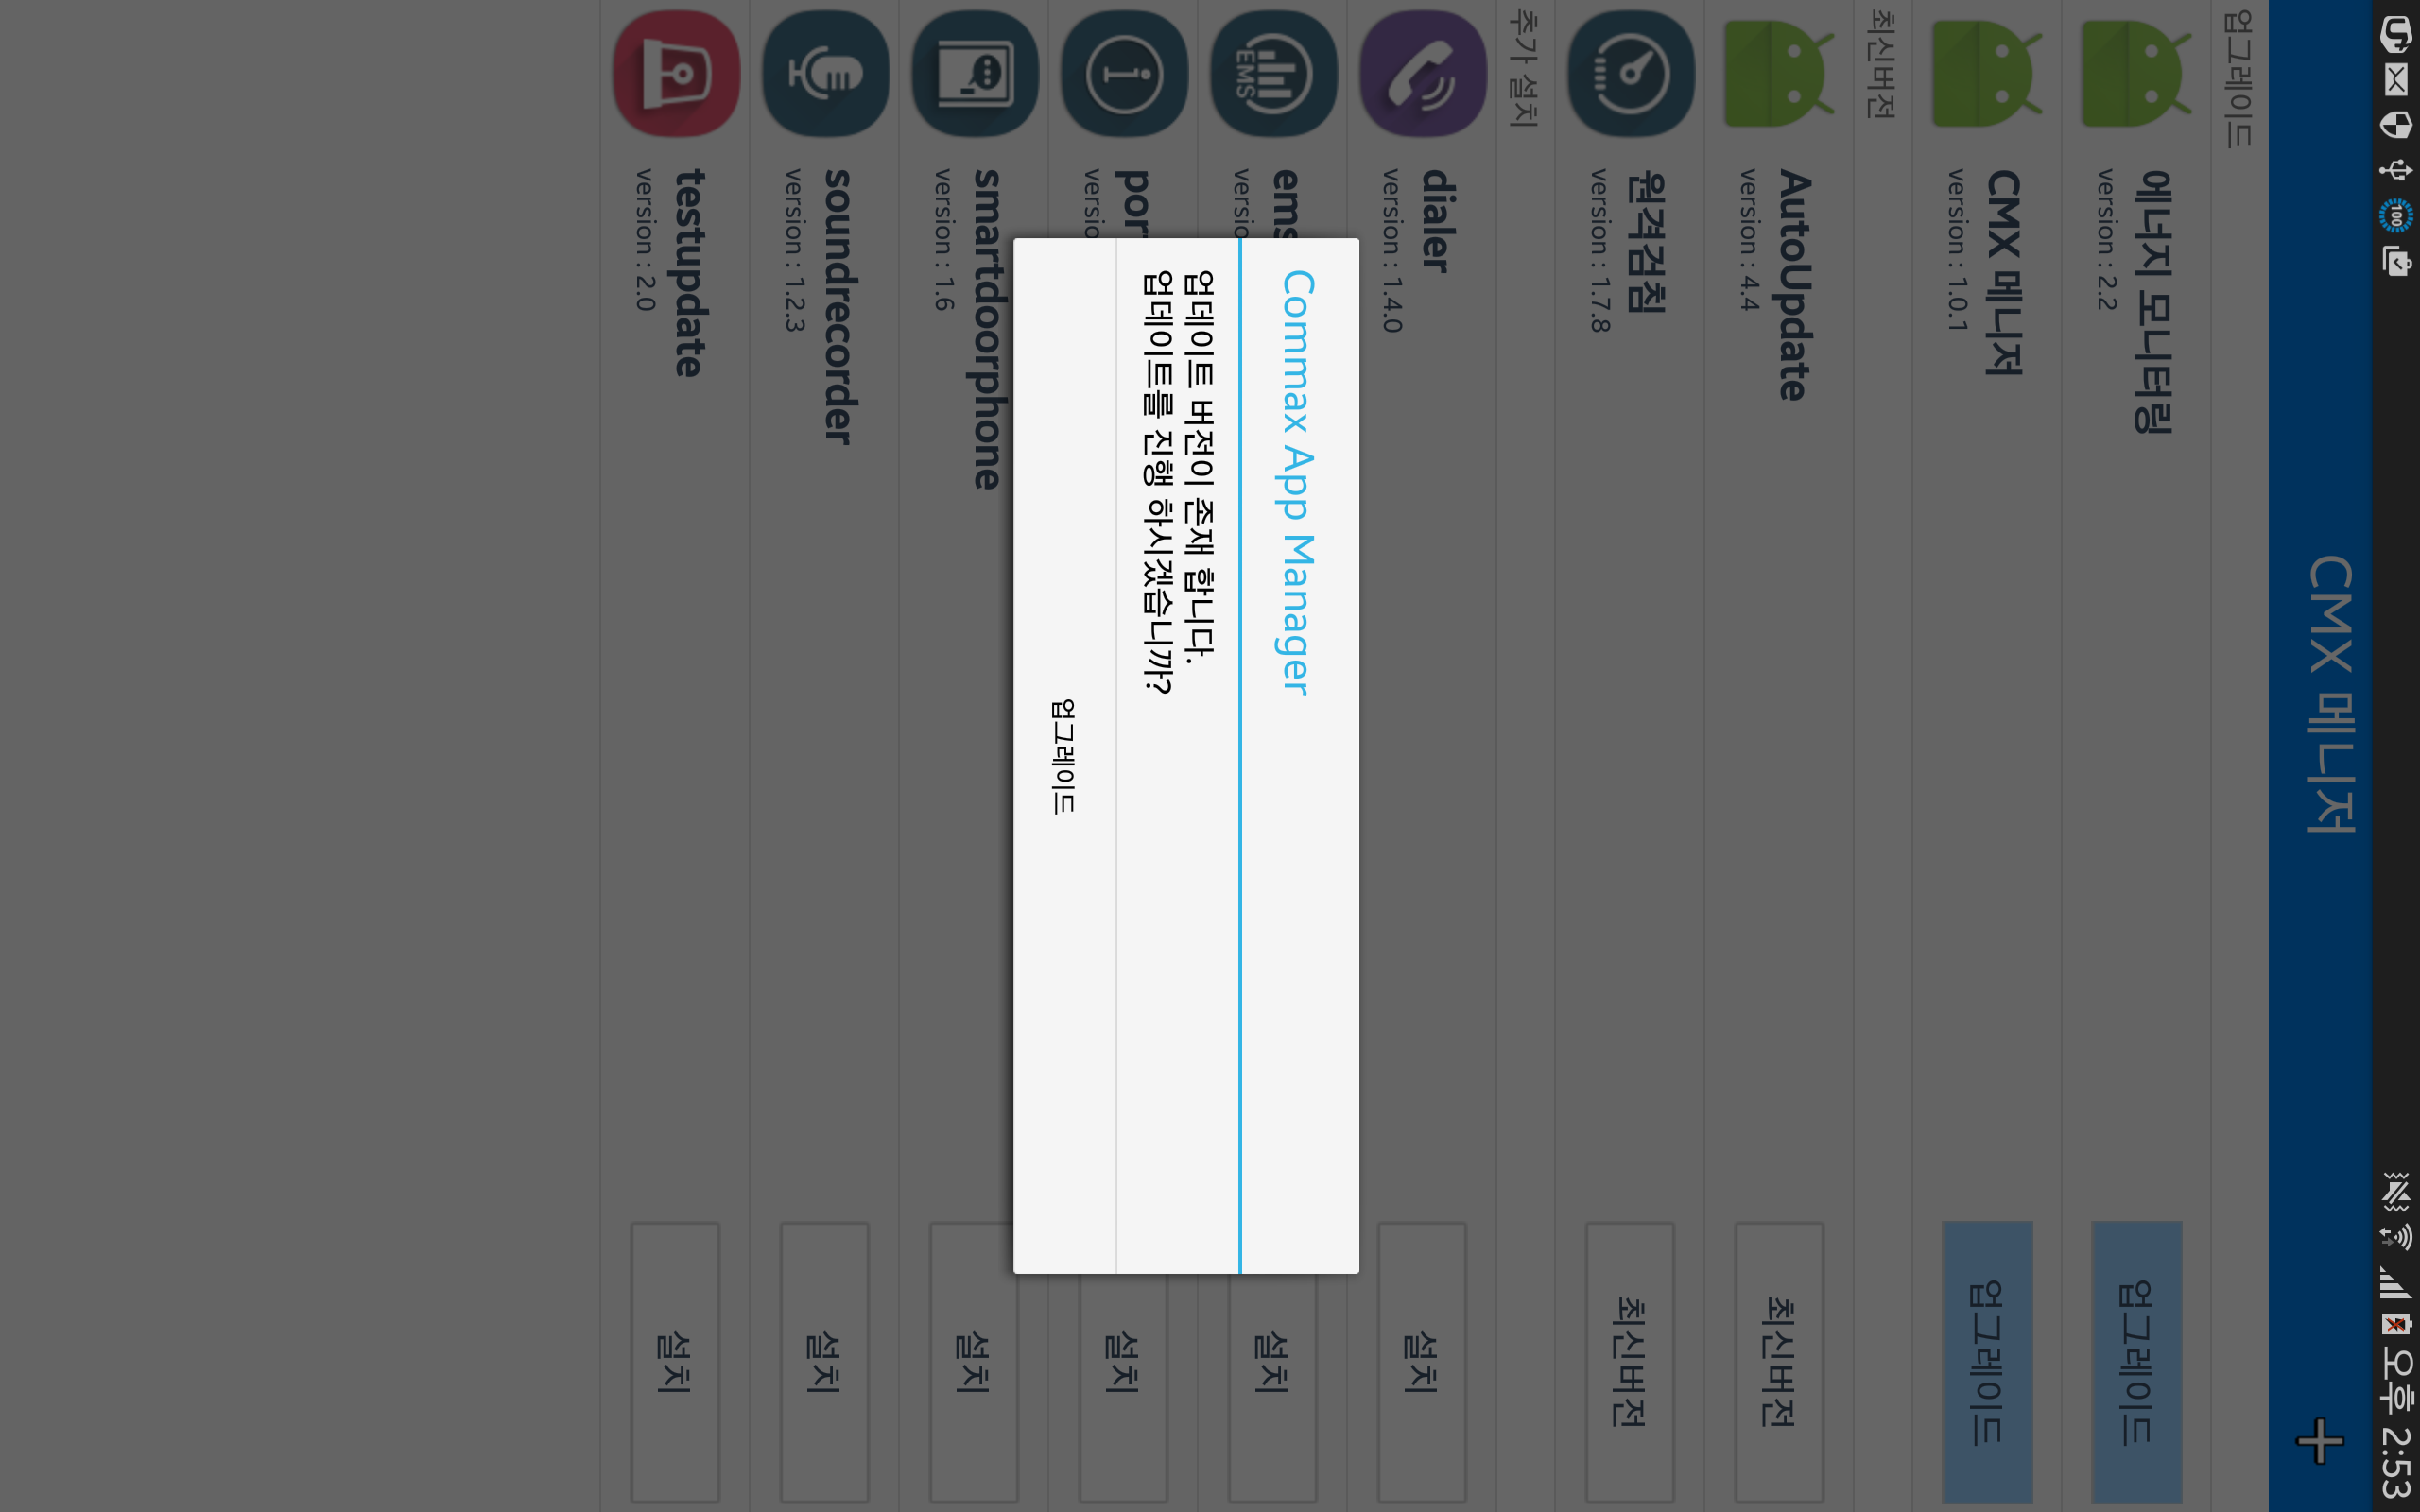 100
오후 2:53
CMX 메니저
업그레이드
에너지 모니터링
version : 2.2
업그레이드
CMX 메니저
version : 1.0.1
업그레이드
최신버전
AutoUpdate
version : 4.4
최신버전
원격검침
version : 1.7.8
최신버전
추가 설치
dialer
version : 1.4.0
설치
EMS
ems
versio
설치
por
versio
설치
smartdoorphone
version : 1.6
설치
soundrecorder
version : 1.2.3
설치
testupdate
version : 2.0
설치
Commax App Manager
업데이트 버전이 존재 합니다.
업데이트를 진행 하시겠습니까?
업그레이드